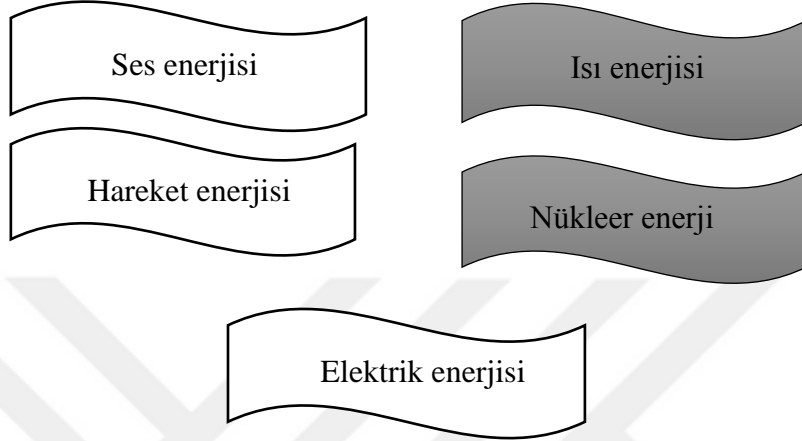 Ses enerjisi
Isı enerjisi
Hareket enerjisi
Nükleer enerji
Elektrik enerjisi